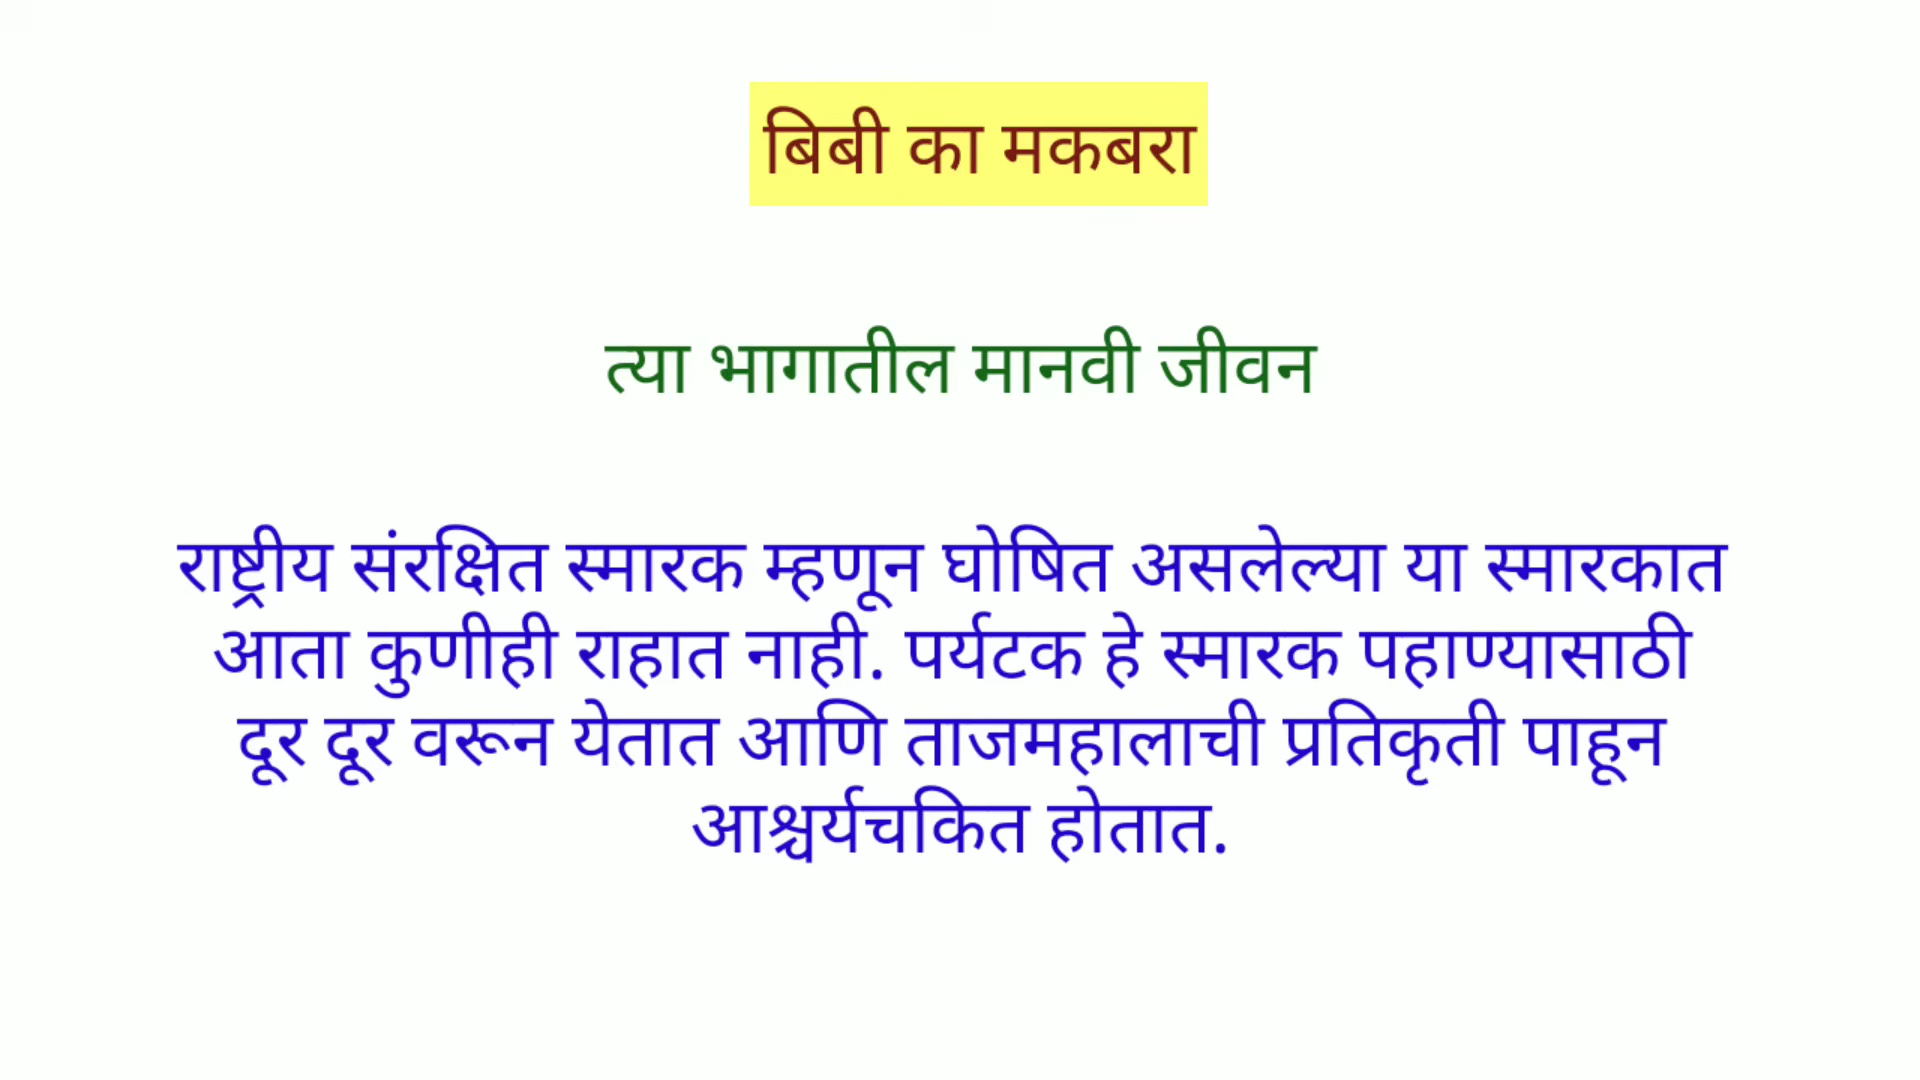 बिबी का मकबरा
त्या भागातील मानवी जीवन
राष्ट्रीय संरक्षित स्मारक म्हणून घोषित असलेल्या या स्मारकात
आता कुणीही राहात नाही. पर्यटक हे स्मारक पहाण्यासाठी
दूर दूर वरून येतात आणि ताजमहालाची प्रतिकृती पाहून
आश्चर्यचकित होतात.